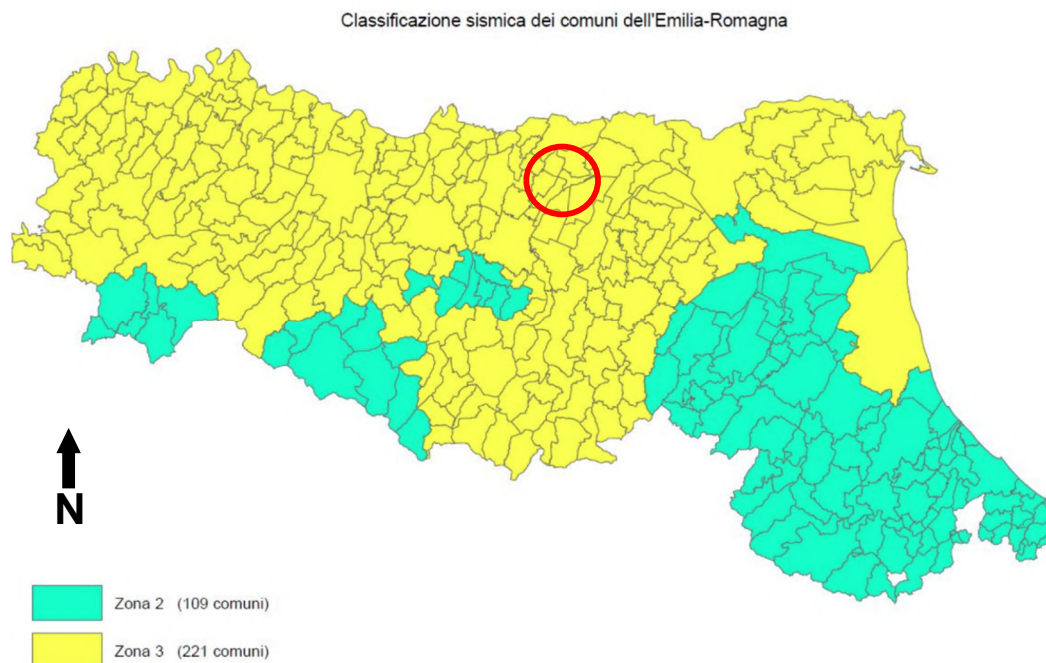 Classificazione sismica dei comuni dell'Emilia-Romagna
N
Zona 2 (109 comuni)
Zona 3 (221 comuni)